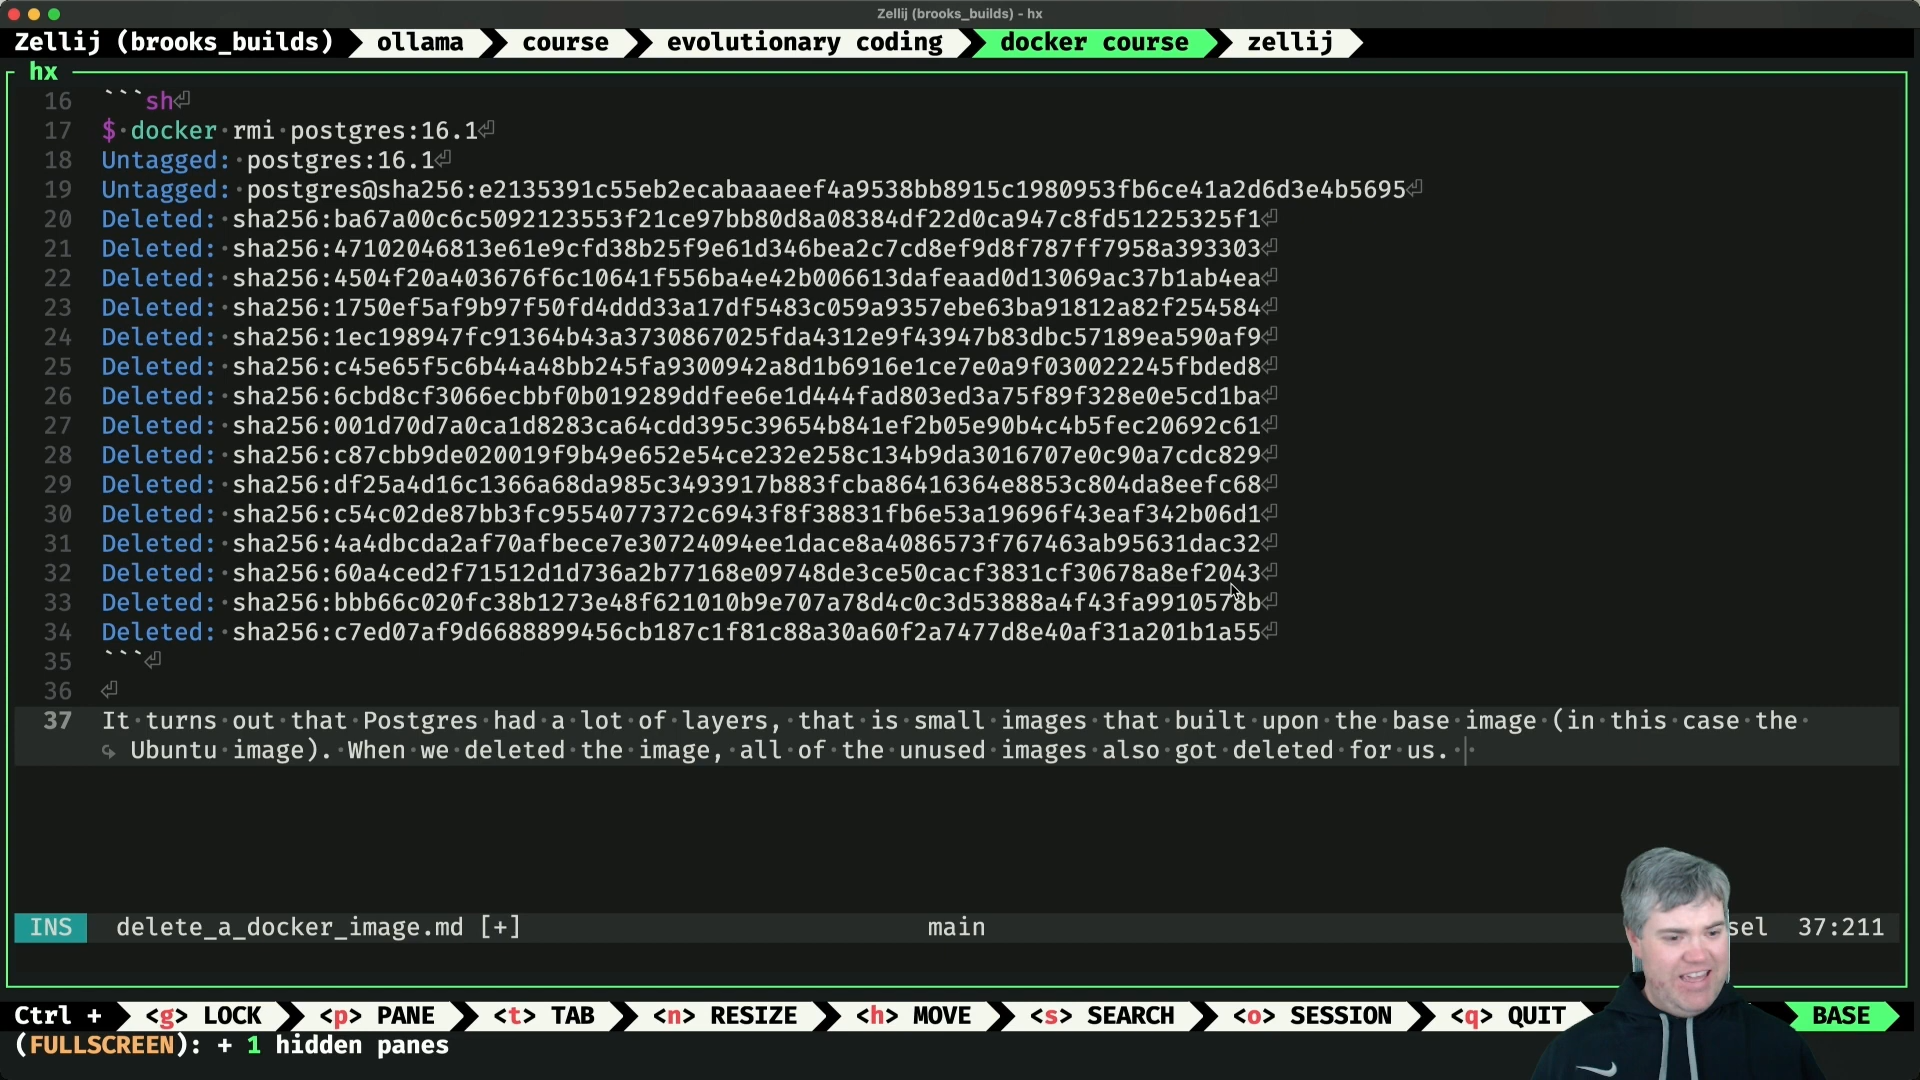 Zellij (brooks_builds) - hx
Zellij (brooks_builds) ollama course evolutionary coding docker course zellij
hx
16 ```sh
17 $ docker rmi postgres:16.1
18 Untagged: postgres:16.1
19 Untagged: postgres@sha256:e2135391c55eb2ecabaaaeef4a9538bb8915c1980953fb6ce41a2d6d3e4b5695
20 Deleted: sha256:ba67a00c6c5092123553f21ce97bb80d8a08384df22d0ca947c8fd51225325f1
21 Deleted: sha256:47102046813e61e9cfd38b25f9e61d346bea2c7cd8ef9d8f787ff7958a393303
22 Deleted: sha256:4504f20a403676f6c10641f556ba4e42b006613dafeaad0d13069ac37b1ab4ea
23 Deleted: sha256:1750ef5af9b97f50fd4ddd33a17df5483c059a9357ebe63ba91812a82f254584
24 Deleted: sha256:1ec198947fc91364b43a3730867025fda4312e9f43947b83dbc57189ea590af9
25 Deleted: sha256:c45e65f5c6b44a48bb245fa9300942a8d1b6916e1ce7e0a9f030022245fbded8
26 Deleted: sha256:6cbd8cf3066ecbbf0b019289ddfee6e1d444fad803ed3a75f89f328e0e5cd1ba
27 Deleted: sha256:001d70d7a0ca1d8283ca64cdd395c39654b841ef2b05e90b4c4b5fec20692c61
28 Deleted: sha256:c87cbb9de020019f9b49e652e54ce232e258c134b9da3016707e0c90a7cdc829
29 Deleted: sha256:df25a4d16c1366a68da985c3493917b883fcba86416364e8853c804da8eefc68
30 Deleted: sha256:c54c02de87bb3fc9554077372c6943f8f38831fb6e53a19696f43eaf342b06d1
31 Deleted: sha256:4a4dbcda2af70afbece7e30724094ee1dace8a4086573f767463ab95631dac32
32 Deleted: sha256:60a4ced2f71512d1d736a2b77168e09748de3ce50cacf3831cf30678a8ef2043
33 Deleted: sha256:bbb66c020fc38b1273e48f621010b9e707a78d4c0c3d53888a4f43fa9910578b
34 Deleted: sha256:c7ed07af9d6688899456cb187c1f81c88a30a60f2a7477d8e40af31a201b1a55
35 ```
36
37 It turns out that Postgres had a lot of layers, that is small images that built upon the base image (in this case the
Ubuntu image). When we deleted the image, all of the unused images also got deleted for us.
INS delete_a_docker_image.md [+] main sel 37:211
Ctrl + <g> LOCK <p> PANE <t> TAB <n> RESIZE <h> MOVE <s> SEARCH <o> SESSION <q> QUIT BASE
(FULLSCREEN): + 1 hidden panes